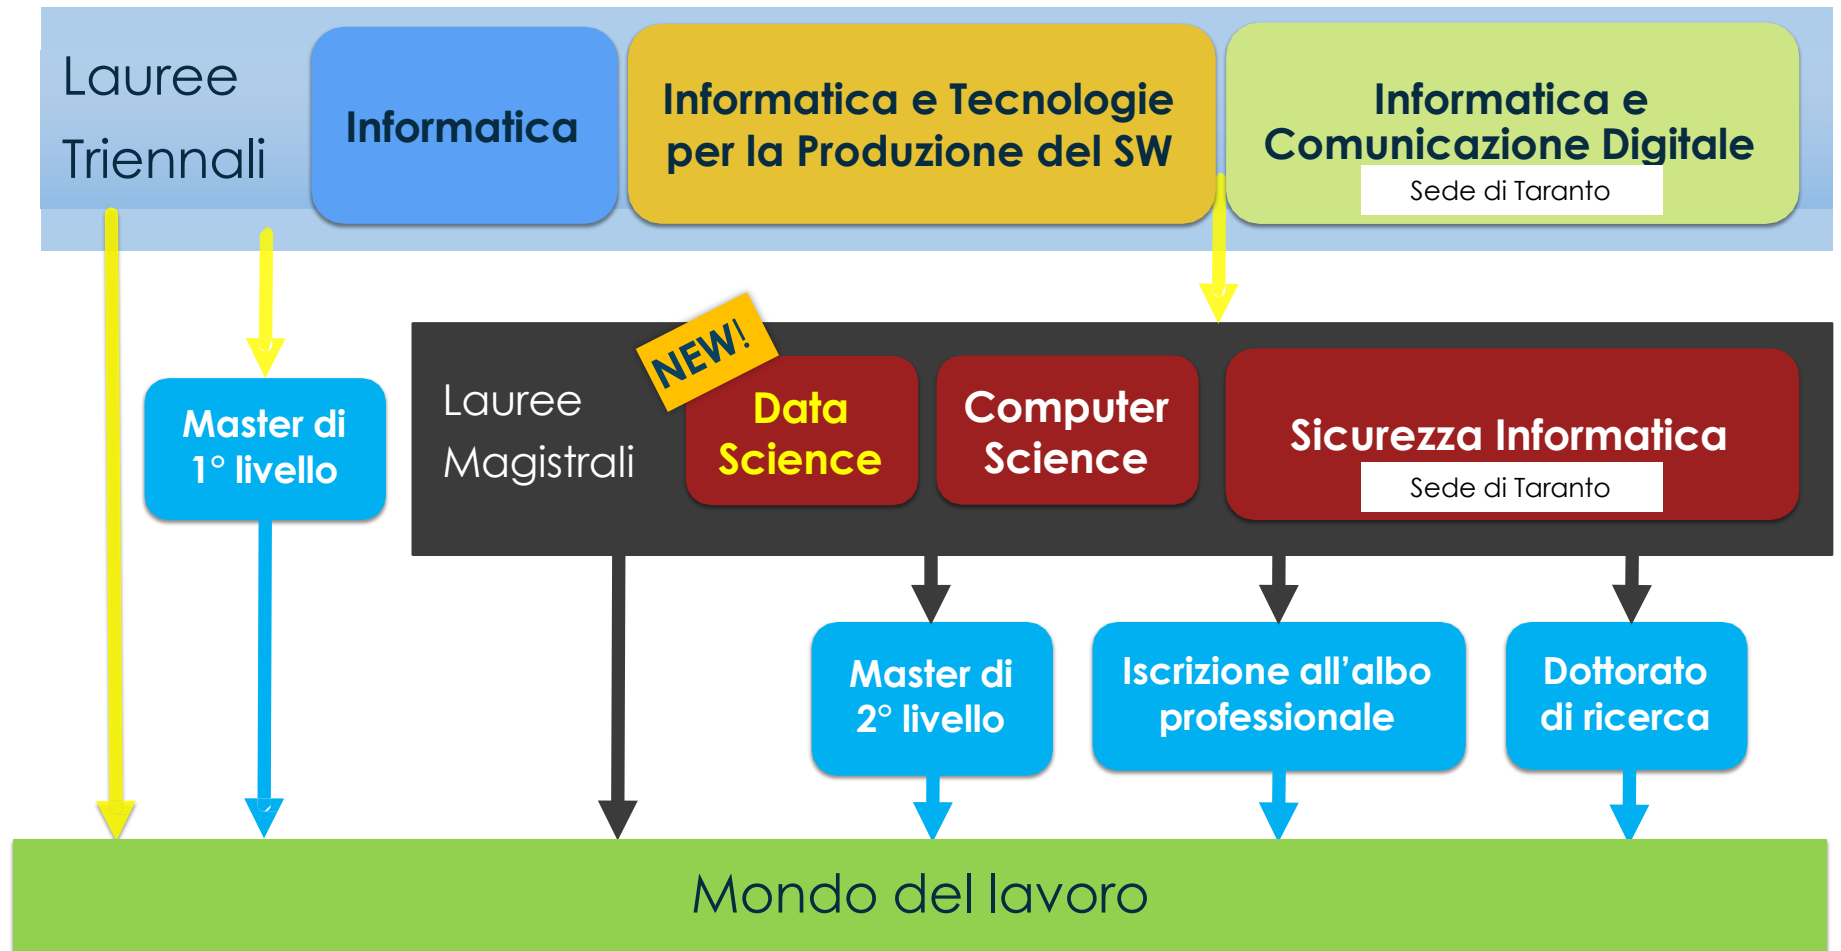 Lauree
Triennali
Informatica
Informatica e Tecnologie
per la Produzione del SW
Informatica e
Comunicazione Digitale
Sede di Taranto
NEW!
Lauree
Magistrali
Data
Science
Computer
Science
Sicurezza Informatica
Sede di Taranto
Master di
1° livello
Master di
2° livello
Iscrizione all’albo
professionale
Dottorato
di ricerca
Mondo del lavoro